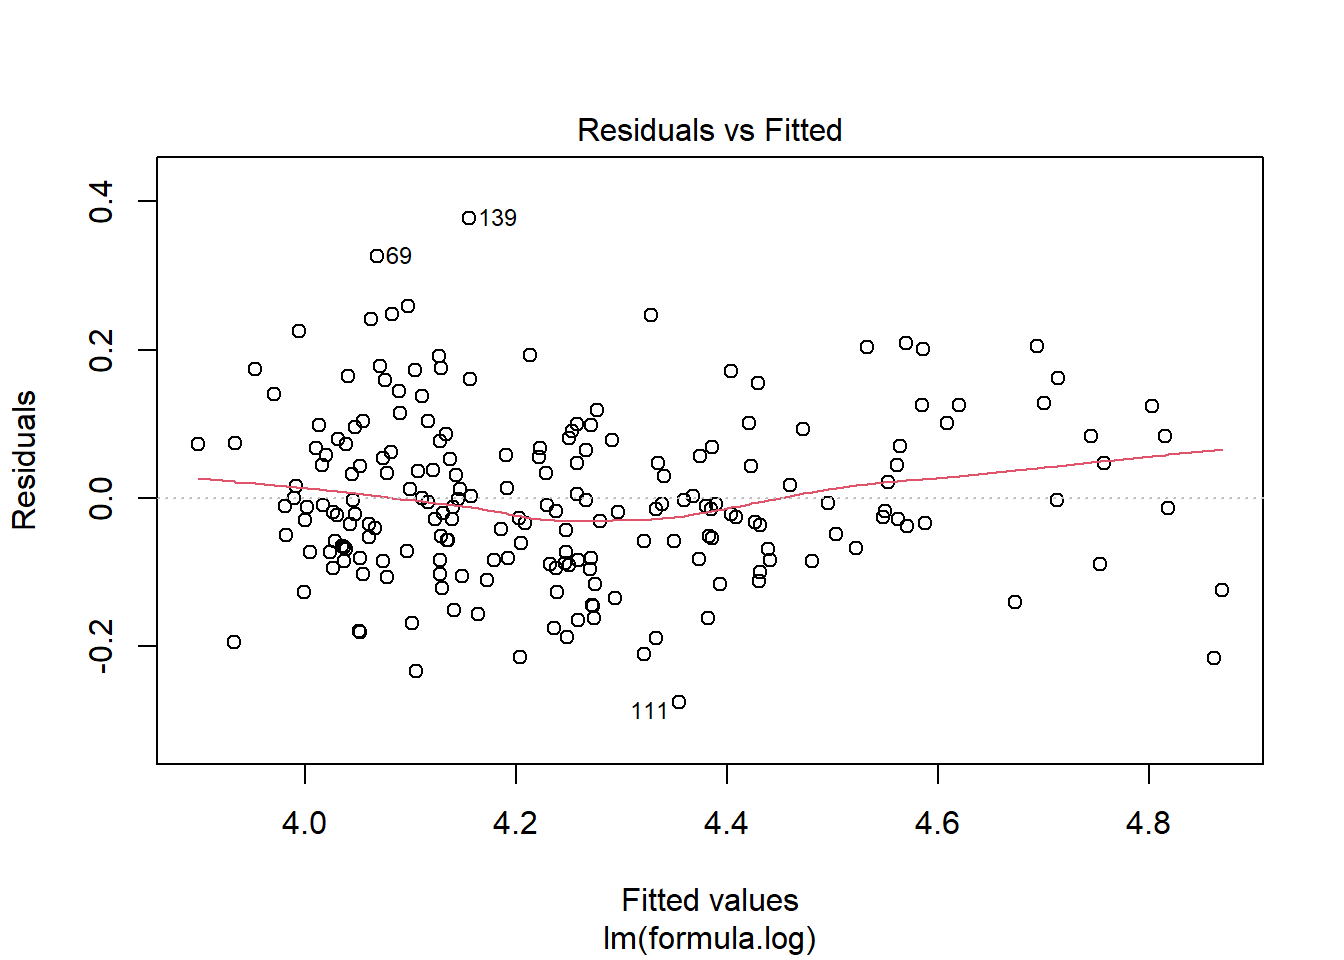 Residuals vs Fitted
Residuals
0.4
0.2
0.0
-0.2
139
69
111
4.0 4.2 4.4 4.6 4.8
Fitted values
lm(formula.log)